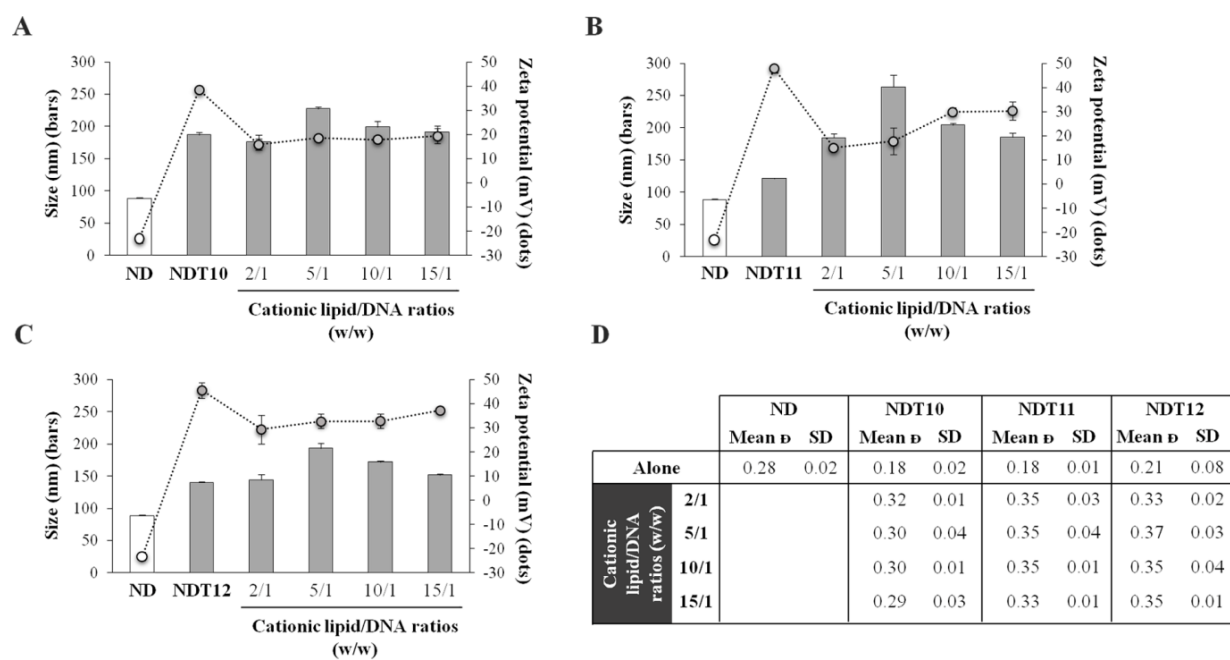 A
Size (nm) (bars)
300
250
200
150
100
50
0
50
40
30
20
10
0
-10
-20
-30
Zeta potential (mV) (dots)
ND NDT10 2/1 5/1 10/1 15/1
Cationic lipid/DNA ratios
(w/w)
B
Size (nm) (bars)
300
250
200
150
100
50
0
50
40
30
20
10
0
-10
-20
-30
Zeta potential (mV) (dots)
ND NDT11 2/1 5/1 10/1 15/1
Cationic lipid/DNA ratios
(w/w)
C
Size (nm) (bars)
300
250
200
150
100
50
0
50
40
30
20
10
0
-10
-20
-30
Zeta potential (mV) (dots)
ND NDT12 2/1 5/1 10/1 15/1
Cationic lipid/DNA ratios
(w/w)
D
ND NDT10 NDT11 NDT12
Mean Đ SD Mean Đ SD Mean Đ SD Mean Đ SD
Alone 0.28 0.02 0.18 0.02 0.18 0.01 0.21 0.08
Cationic
lipid/DNA
ratios (w/w)
2/1 0.32 0.01 0.35 0.03 0.33 0.02
5/1 0.30 0.04 0.35 0.04 0.37 0.03
10/1 0.30 0.01 0.35 0.01 0.35 0.04
15/1 0.29 0.03 0.33 0.01 0.35 0.01